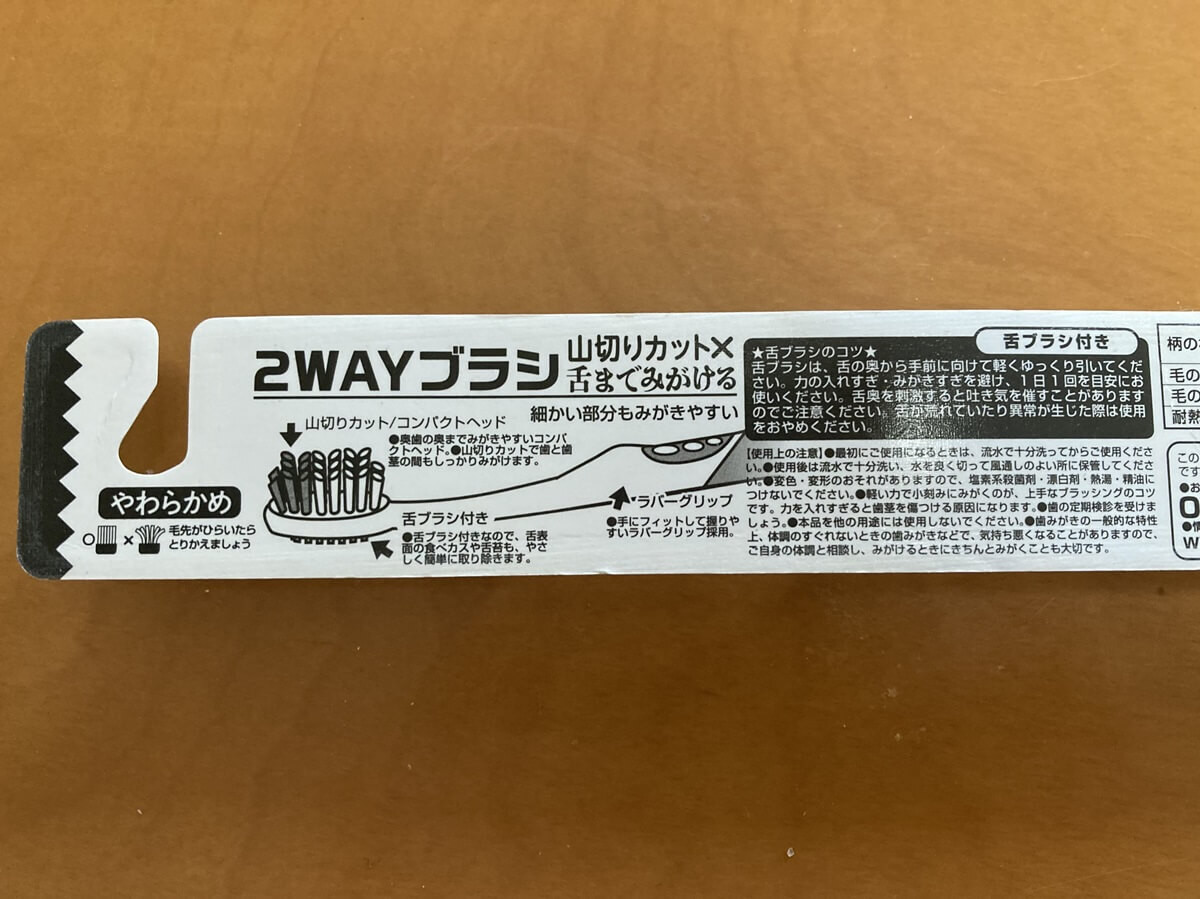 2WAYブラシ
山切りカット×
舌までみがける
細かい部分もみがきやすい
山切りカット/コンパクトヘッド
●奥歯の奥までみがきやすいコンパ
クトヘッド。●山切りカットで歯と歯
茎の間もしっかりみがけます。
やわらかめ
○ × 毛先がひらいたら
とりかえましょう
舌ブラシ付き
●舌ブラシ付きなので、舌表
面の食べカスや舌苔も、やさ
しく簡単に取り除きます。
ラバーグリップ
●手にフィットして握りや
すいラバーグリップ採用。
舌ブラシ付き
★舌ブラシのコツ★
舌ブラシは、舌の奥から手前に向けて軽くゆっくり引いてくだ
さい。力の入れすぎ・みがきすぎを避け、1日1回を目安にお
使いください。舌奥を刺激すると吐き気を催すことがあります
のでご注意ください。舌が荒れていたり異常が生じた際は使用
をおやめください。
【使用上の注意】●最初にご使用になるときは、流水で十分洗ってからご使用くださ
い。●使用後は流水で十分洗い、水を良く切って風通しのよい所に保管してくださ
い。●変色・変形のおそれがありますので、塩素系殺菌剤・漂白剤・熱湯・精油に
つけないでください。●軽い力で小刻みにみがくのが、上手なブラッシングのコツ
です。力を入れすぎると歯茎を傷つける原因になります。●歯の定期検診を受けま
しょう。●本品を他の用途には使用しないでください。●歯みがきの一般的な特性
上、体調のすぐれないときの歯みがきなどで、気持ち悪くなることがありますので、
ご自身の体調と相談し、みがけるときにきちんとみがくことも大切です。
柄の
毛の
毛の
耐熱
この
です
●お
●情
W